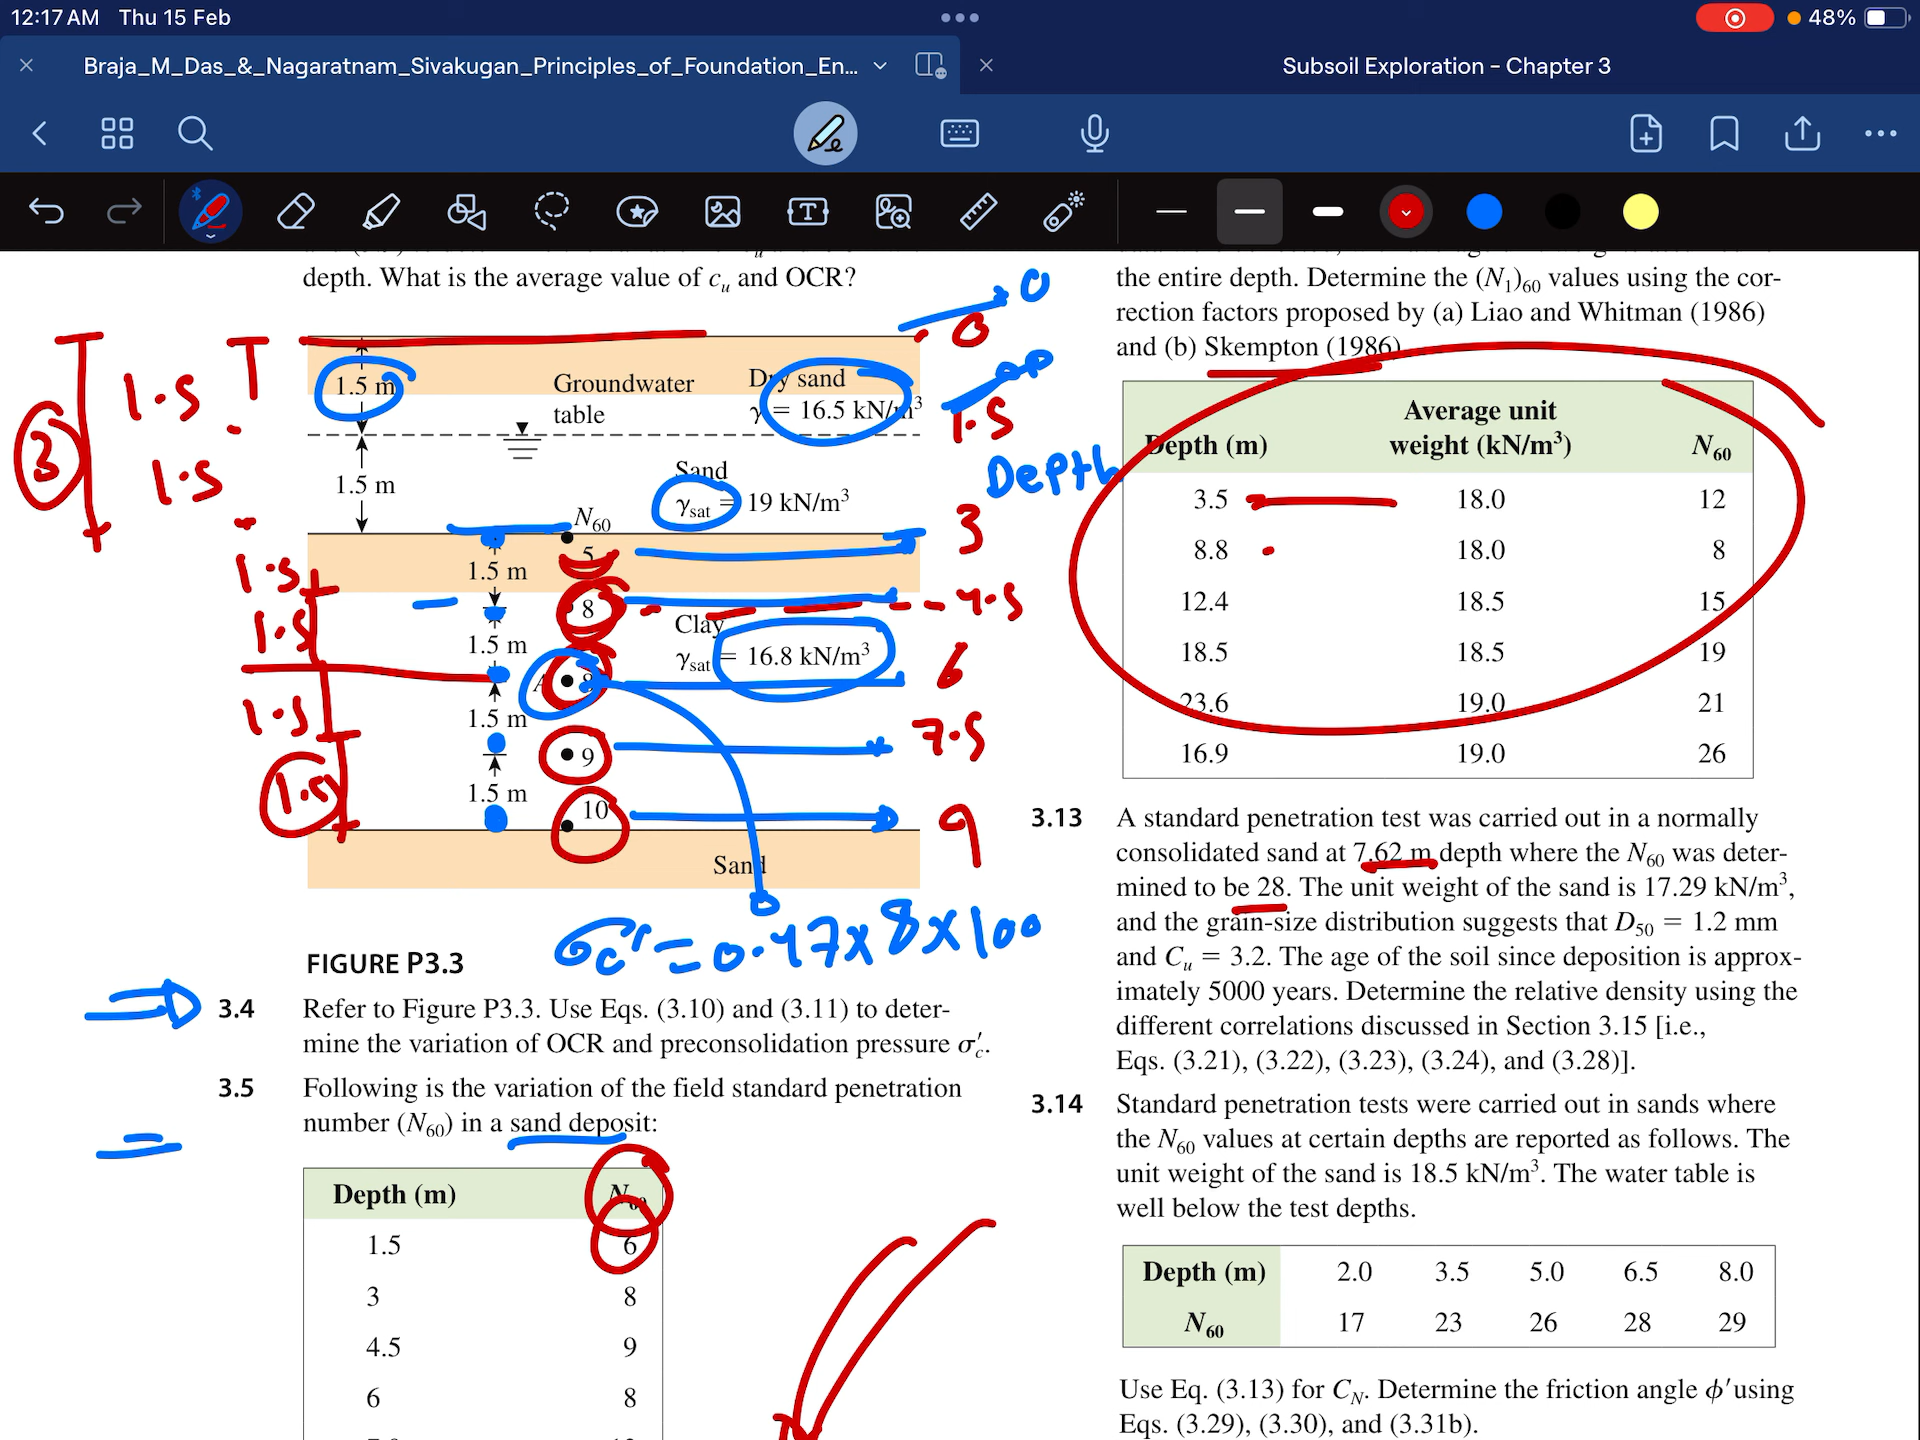 12:17 AM Thu 15 Feb
48%
Braja_M_Das_&_Nagaratnam_Sivakugan_Principles_of_Foundation_En...
Subsoil Exploration – Chapter 3
depth. What is the average value of cu and OCR?
0
0
1.5 m
Groundwater
table
Dry sand
γ = 16.5 kN/m³
1.5
1.5
3
1.5
1.5 m
Sand
γsat = 19 kN/m³
Depth
N60
3
5
1.5 m
1.5
8
4.5
Clay
γsat = 16.8 kN/m³
1.5 m
1.5
A
8
6
1.5 m
1.5
9
7.5
1.5 m
1.5
10
9
Sand
σc' = 0.47 x 8 x 100
FIGURE P3.3
3.4 Refer to Figure P3.3. Use Eqs. (3.10) and (3.11) to deter-
mine the variation of OCR and preconsolidation pressure σ′c.
3.5 Following is the variation of the field standard penetration
number (N60) in a sand deposit:
Depth (m) N60
1.5 6
3 8
4.5 9
6 8
the entire depth. Determine the (N1)60 values using the cor-
rection factors proposed by (a) Liao and Whitman (1986)
and (b) Skempton (1986).
Average unit
Depth (m) weight (kN/m³) N60
3.5 18.0 12
8.8 18.0 8
12.4 18.5 15
18.5 18.5 19
23.6 19.0 21
16.9 19.0 26
3.13 A standard penetration test was carried out in a normally
consolidated sand at 7.62 m depth where the N60 was deter-
mined to be 28. The unit weight of the sand is 17.29 kN/m³,
and the grain-size distribution suggests that D50 = 1.2 mm
and Cu = 3.2. The age of the soil since deposition is approx-
imately 5000 years. Determine the relative density using the
different correlations discussed in Section 3.15 [i.e.,
Eqs. (3.21), (3.22), (3.23), (3.24), and (3.28)].
3.14 Standard penetration tests were carried out in sands where
the N60 values at certain depths are reported as follows. The
unit weight of the sand is 18.5 kN/m³. The water table is
well below the test depths.
Depth (m) 2.0 3.5 5.0 6.5 8.0
N60 17 23 26 28 29
Use Eq. (3.13) for CN. Determine the friction angle ϕ′ using
Eqs. (3.29), (3.30), and (3.31b).